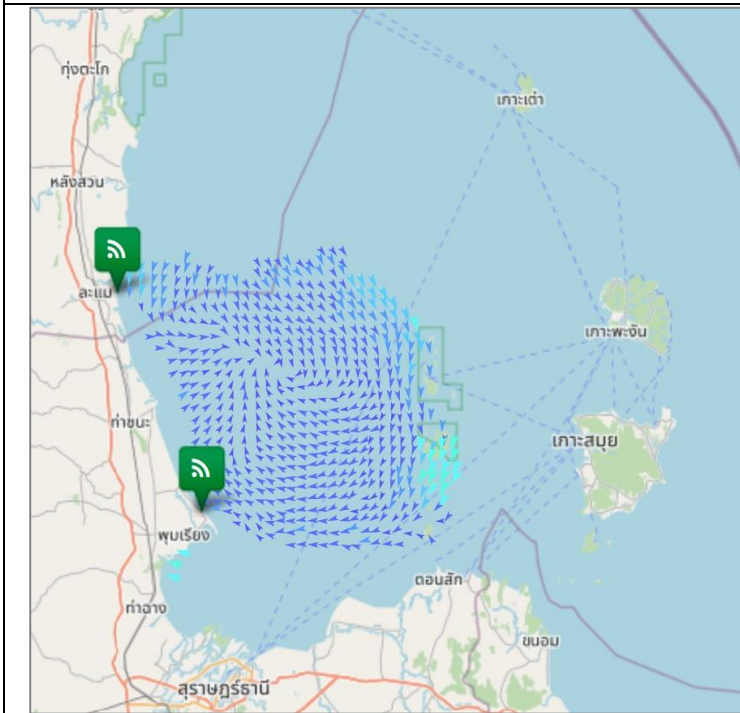 ทุ่งตะโก
เกาะเต่า
หลังสวน
ละแม
เกาะพะงัน
ท่าชนะ
เกาะสมุย
พุมเรียง
ดอนสัก
ท่าฉาง
ขนอม
สุราษฎร์ธานี